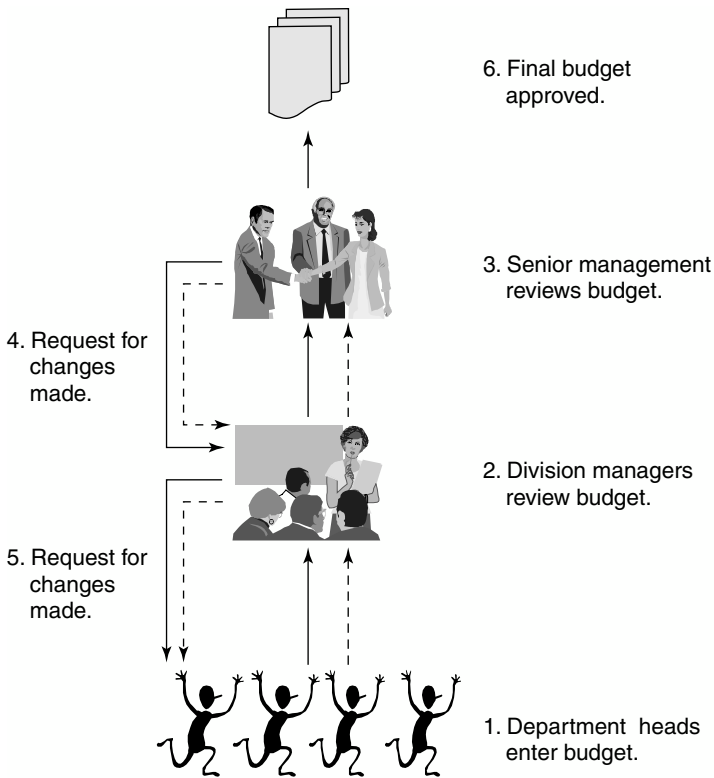 6. Final budget
approved.
3. Senior management
reviews budget.
4. Request for
changes
made.
2. Division managers
review budget.
5. Request for
changes
made.
1. Department heads
enter budget.